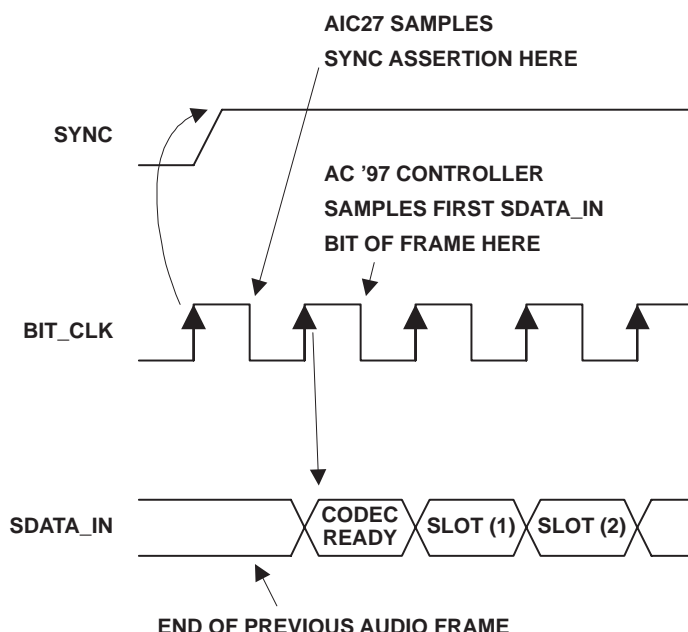 AIC27 SAMPLES
SYNC ASSERTION HERE
SYNC
AC '97 CONTROLLER
SAMPLES FIRST SDATA_IN
BIT OF FRAME HERE
BIT_CLK
SDATA_IN
CODEC
READY
SLOT (1)
SLOT (2)
END OF PREVIOUS AUDIO FRAME